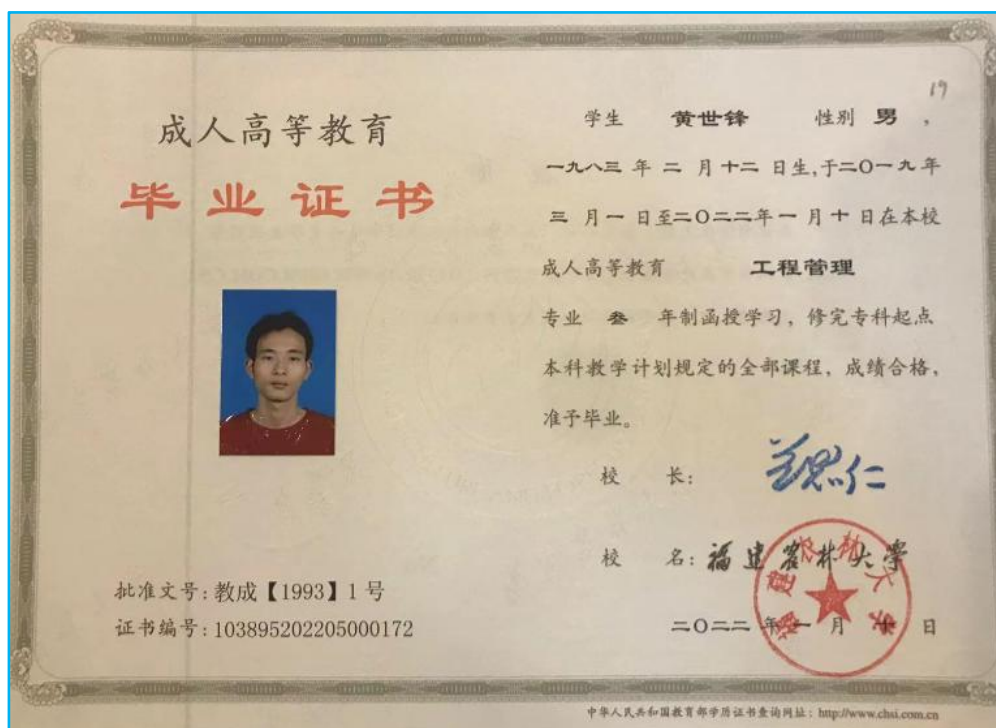 成人高等教育
毕业证书
批准文号:教成【1993】1号
证书编号:103895202205000172
19
学生 黄世锋 性别 男,
一九八三 年 二 月 十二 日生,于二〇一九年
三 月 一 日至二〇二二年 一 月 十 日在本校
成人高等教育 工程管理
专业 叁 年制函授学习,修完专科起点
本科教学计划规定的全部课程,成绩合格,
准予毕业。
校 长:
校 名:福建农林大学
二〇二二 年 一 月 十 日
福建农林大学
中华人民共和国教育部学历证书查询网址:http://www.chsi.com.cn